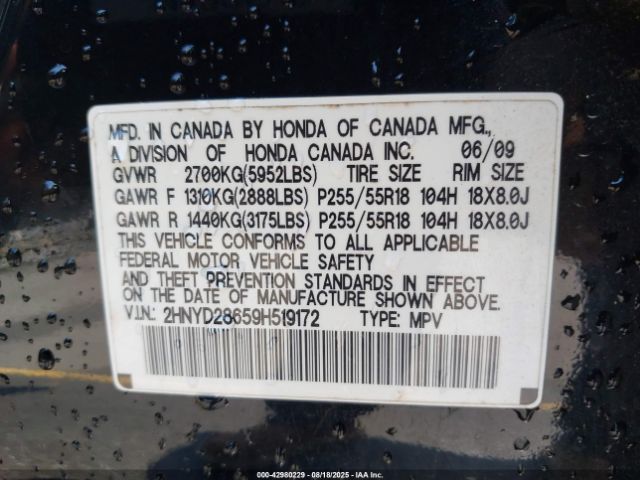 MFD. IN CANADA BY HONDA OF CANADA MFG.,
A DIVISION OF HONDA CANADA INC. 06/09
GVWR 2700KG(5952LBS) TIRE SIZE RIM SIZE
GAWR F 1310KG(2888LBS) P255/55R18 104H 18X8.0J
GAWR R 1440KG(3175LBS) P255/55R18 104H 18X8.0J
THIS VEHICLE CONFORMS TO ALL APPLICABLE
FEDERAL MOTOR VEHICLE SAFETY
AND THEFT PREVENTION STANDARDS IN EFFECT
ON THE DATE OF MANUFACTURE SHOWN ABOVE.
V.I.N.: 2HNYD28659H519172 TYPE: MPV
000-42980229 - 08/18/2025 - IAA Inc.